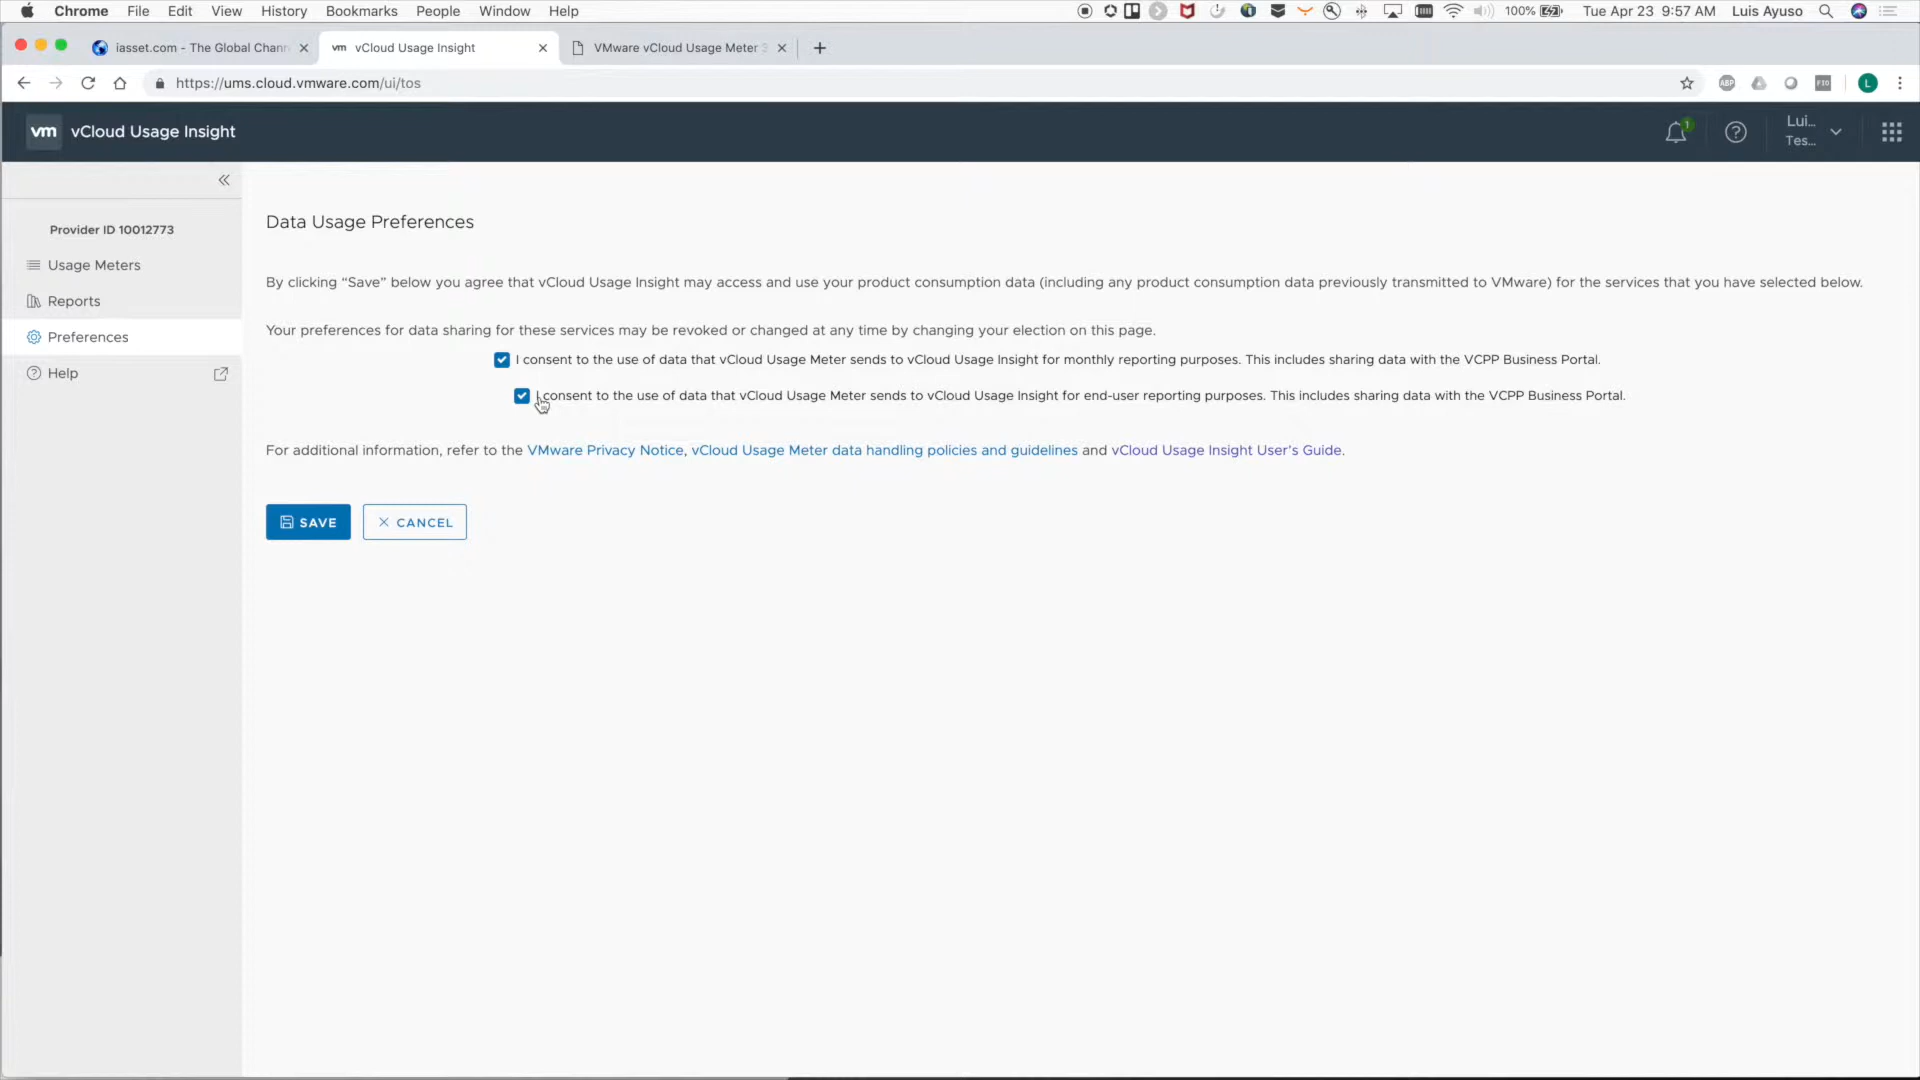 Chrome File Edit View History Bookmarks People Window Help 100% Tue Apr 23 9:57 AM Luis Ayuso
iasset.com - The Global Chann
vm vCloud Usage Insight
VMware vCloud Usage Meter
https://ums.cloud.vmware.com/ui/tos ABP FIO L
vm vCloud Usage Insight 1 Lui...
Tes...
Provider ID 10012773
Usage Meters
Reports
Preferences
Help
Data Usage Preferences
By clicking “Save” below you agree that vCloud Usage Insight may access and use your product consumption data (including any product consumption data previously transmitted to VMware) for the services that you have selected below.
Your preferences for data sharing for these services may be revoked or changed at any time by changing your election on this page.
I consent to the use of data that vCloud Usage Meter sends to vCloud Usage Insight for monthly reporting purposes. This includes sharing data with the VCPP Business Portal.
I consent to the use of data that vCloud Usage Meter sends to vCloud Usage Insight for end-user reporting purposes. This includes sharing data with the VCPP Business Portal.
For additional information, refer to the VMware Privacy Notice, vCloud Usage Meter data handling policies and guidelines and vCloud Usage Insight User’s Guide.
SAVE CANCEL